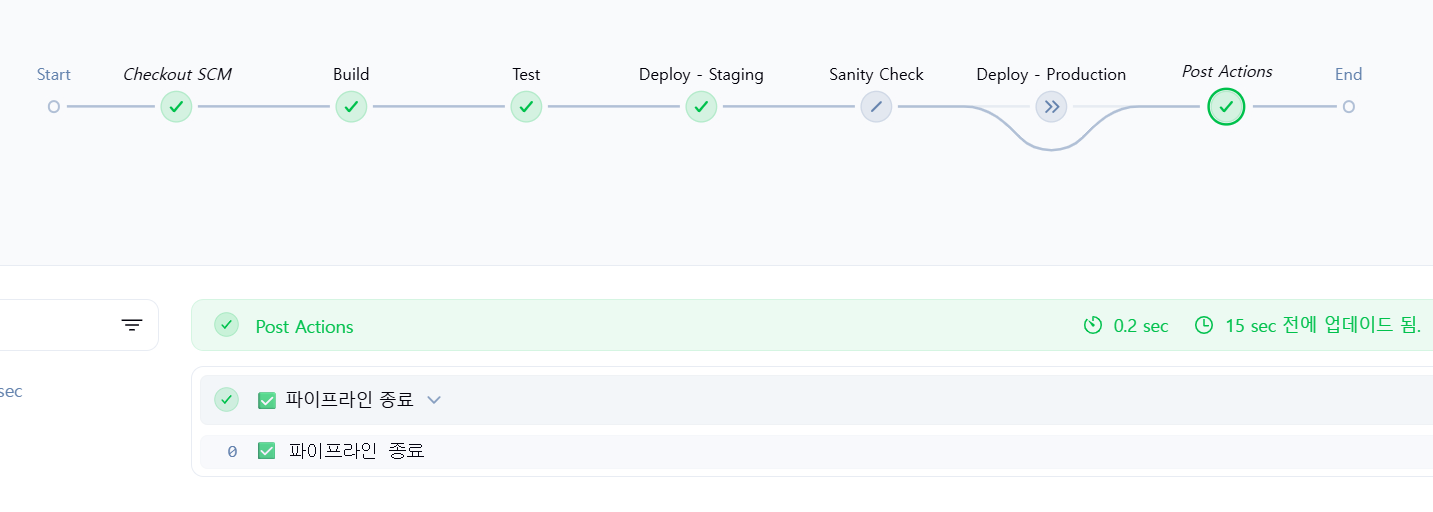 Start
Checkout SCM
Build
Test
Deploy - Staging
Sanity Check
Deploy - Production
Post Actions
End
Post Actions
0.2 sec
15 sec 전에 업데이드 됨.
sec
✅ 파이프라인 종료
0 ✅ 파이프라인 종료